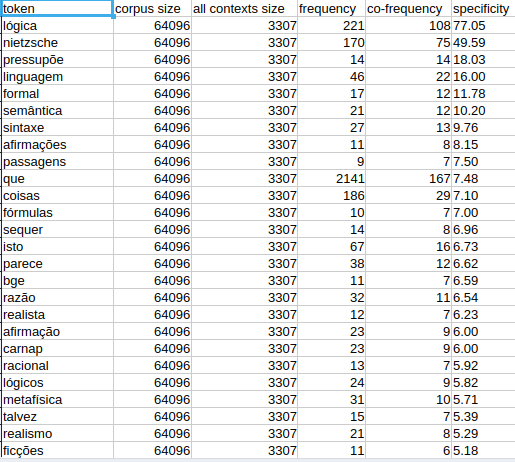 token corpus size all contexts size frequency co-frequency specificity
lógica 64096 3307 221 108 77.05
nietzsche 64096 3307 170 75 49.59
pressupõe 64096 3307 14 14 18.03
linguagem 64096 3307 46 22 16.00
formal 64096 3307 17 12 11.78
semântica 64096 3307 21 12 10.20
sintaxe 64096 3307 27 13 9.76
afirmações 64096 3307 11 8 8.15
passagens 64096 3307 9 7 7.50
que 64096 3307 2141 167 7.48
coisas 64096 3307 186 29 7.10
fórmulas 64096 3307 10 7 7.00
sequer 64096 3307 14 8 6.96
isto 64096 3307 67 16 6.73
parece 64096 3307 38 12 6.62
bge 64096 3307 11 7 6.59
razão 64096 3307 32 11 6.54
realista 64096 3307 12 7 6.23
afirmação 64096 3307 23 9 6.00
carnap 64096 3307 23 9 6.00
racional 64096 3307 13 7 5.92
lógicos 64096 3307 24 9 5.82
metafísica 64096 3307 31 10 5.71
talvez 64096 3307 15 7 5.39
realismo 64096 3307 21 8 5.29
ficções 64096 3307 11 6 5.18